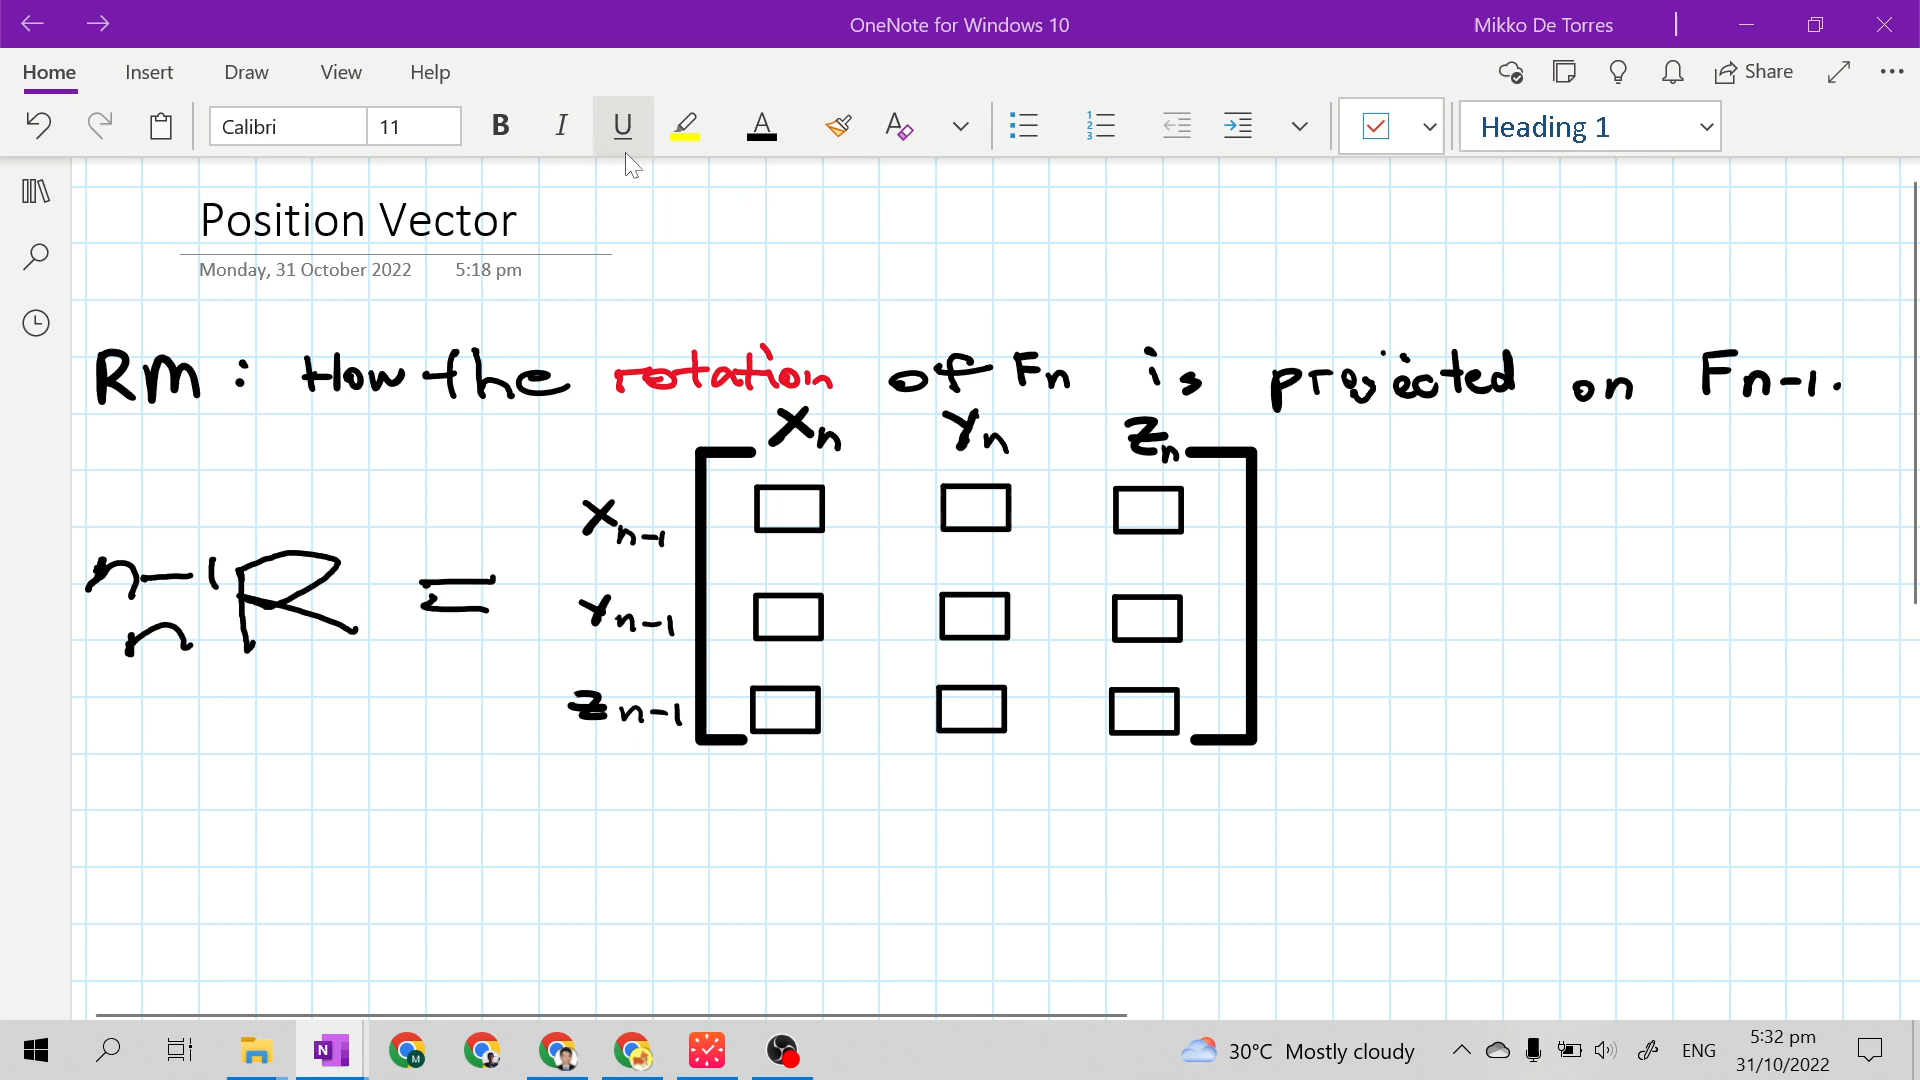 OneNote for Windows 10
Mikko De Torres
Home Insert Draw View Help
Share
Calibri 11 B I U A A Heading 1
Position Vector
Monday, 31 October 2022 5:18 pm
RM : How the rotation of Fn is projected on Fn-1.
Xn Yn Zn
Xn-1
n-1
n R =
Yn-1
Zn-1
30°C Mostly cloudy
ENG
5:32 pm
31/10/2022